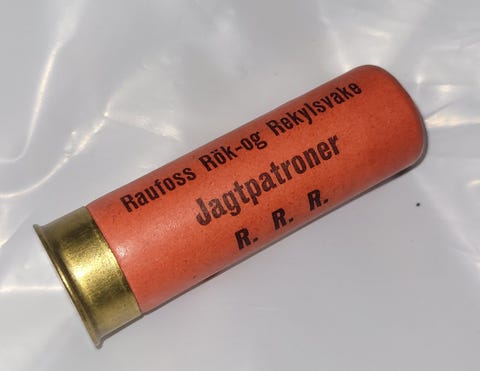 Raufoss Rök-og Rekylsvake
Jagtpatroner
R. R. R.